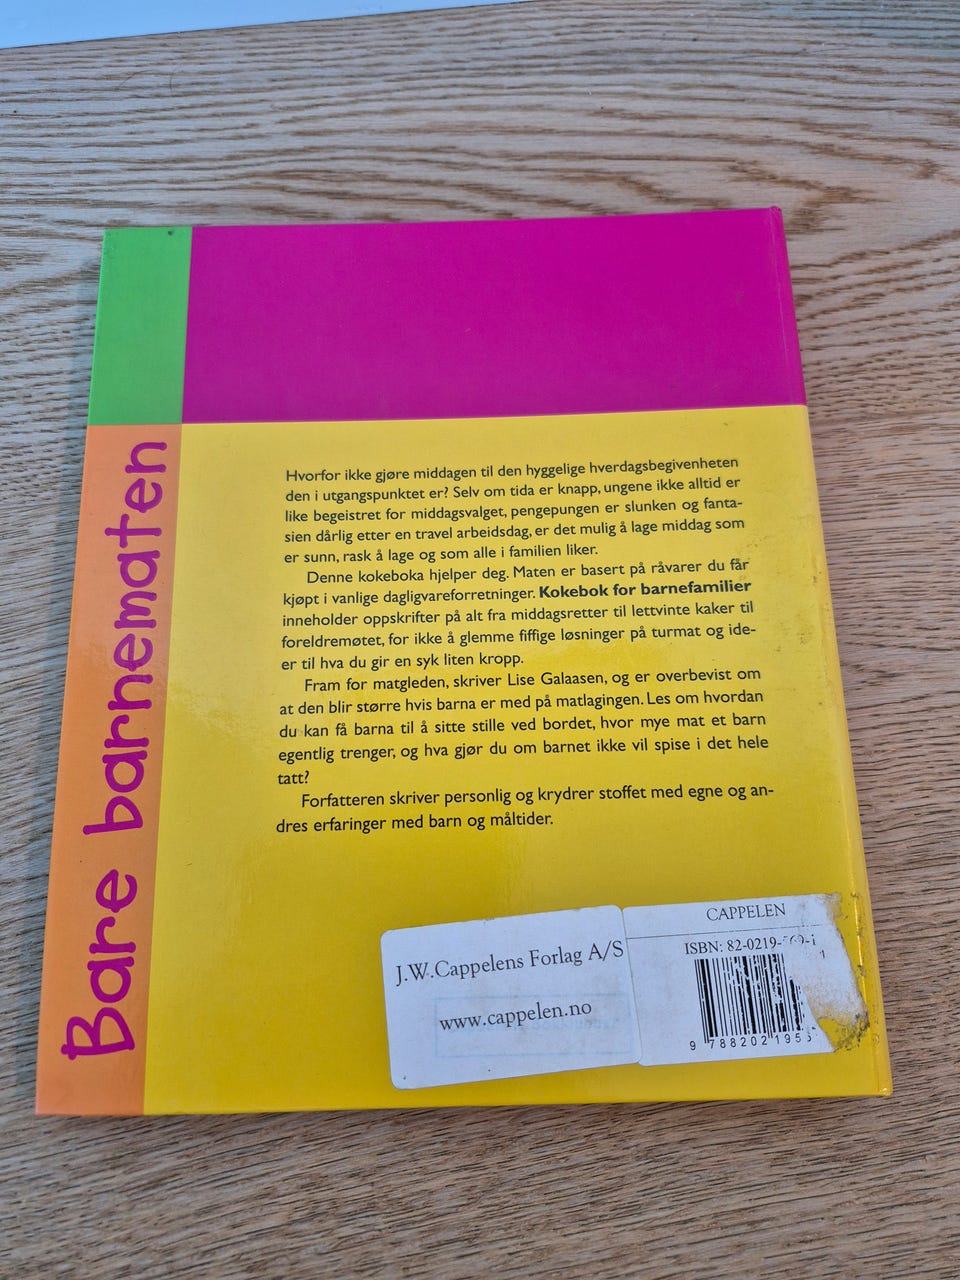 Bare barnematen
Hvorfor ikke gjøre middagen til den hyggelige hverdagsbegivenheten
den i utgangspunktet er? Selv om tida er knapp, ungene ikke alltid er
like begeistret for middagsvalget, pengepungen er slunken og fanta-
sien dårlig etter en travel arbeidsdag, er det mulig å lage middag som
er sunn, rask å lage og som alle i familien liker.
Denne kokeboka hjelper deg. Maten er basert på råvarer du får
kjøpt i vanlige dagligvareforretninger. Kokebok for barnefamilier
inneholder oppskrifter på alt fra middagsretter til lettvinte kaker til
foreldremøtet, for ikke å glemme fiffige løsninger på turmat og ide-
er til hva du gir en syk liten kropp.
Fram for matgleden, skriver Lise Galaasen, og er overbevist om
at den blir større hvis barna er med på matlagingen. Les om hvordan
du kan få barna til å sitte stille ved bordet, hvor mye mat et barn
egentlig trenger, og hva gjør du om barnet ikke vil spise i det hele
tatt?
Forfatteren skriver personlig og krydrer stoffet med egne og an-
dres erfaringer med barn og måltider.
J.W.Cappelens Forlag A/S
www.cappelen.no
CAPPELEN
ISBN: 82-0219-
9 788202 195